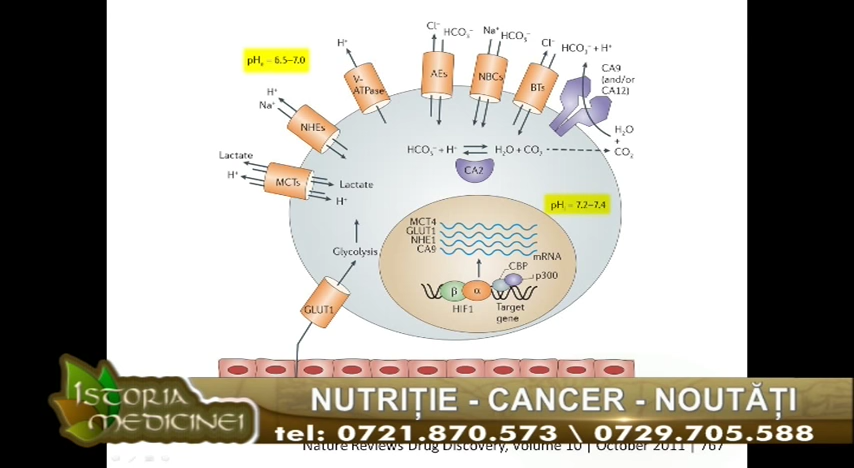 Cl⁻ HCO₃⁻ Na⁺ HCO₃⁻ Cl⁻ HCO₃⁻ + H⁺
H⁺
pHₑ = 6.5–7.0
V-ATPase
AEs
NBCs
BTs
CA9
(and/or
CA12)
H⁺
Na⁺
NHEs
H₂O
+
CO₂
HCO₃⁻ + H⁺ H₂O + CO₂
CA2
Lactate
H⁺
MCTs
Lactate
H⁺
pHᵢ = 7.2–7.4
MCT4
GLUT1
NHE1
CA9
mRNA
Glycolysis
CBP
p300
β α
HIF1
Target
gene
GLUT1
ISTORIA
MEDICINEI
NUTRIȚIE - CANCER - NOUTĂȚI
tel: 0721.870.573 \ 0729.705.588
Nature Reviews Drug Discovery, Volume 10 | October 2011 | 767